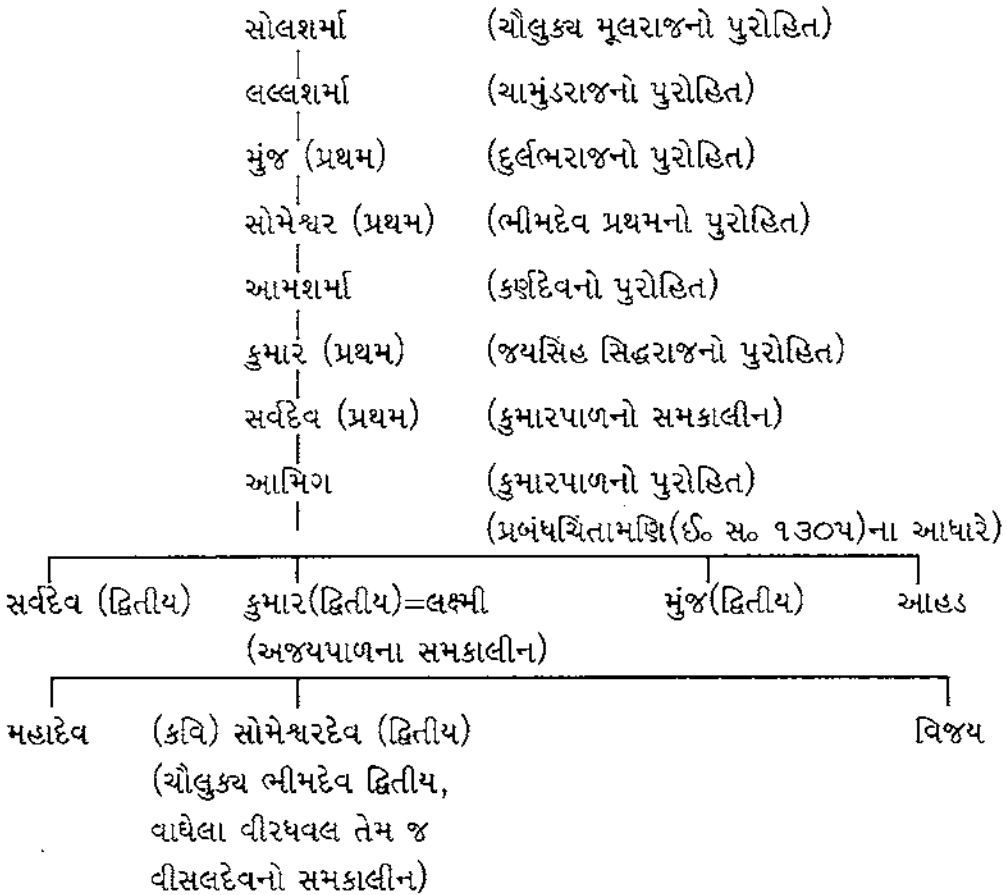 સોલશર્મા (ચૌલુક્ય મૂલરાજનો પુરોહિત)
લલ્લશર્મા (ચામુંડરાજનો પુરોહિત)
મુંજ (પ્રથમ) (દુર્લભરાજનો પુરોહિત)
સોમેશ્વર (પ્રથમ) (ભીમદેવ પ્રથમનો પુરોહિત)
આમશર્મા (કર્ણદેવનો પુરોહિત)
કુમાર (પ્રથમ) (જયસિંહ સિદ્ધરાજનો પુરોહિત)
સર્વદેવ (પ્રથમ) (કુમારપાળનો સમકાલીન)
આમિગ (કુમારપાળનો પુરોહિત)
(પ્રબંધચિંતામણિ(ઈ૦ સ૦ ૧૩૦૫)ના આધારે)
સર્વદેવ (દ્વિતીય) કુમાર(દ્વિતીય)=લક્ષ્મી મુંજ(દ્વિતીય) આહડ
(અજયપાળના સમકાલીન)
મહાદેવ (કવિ) સોમેશ્વરદેવ (દ્વિતીય) વિજય
(ચૌલુક્ય ભીમદેવ દ્વિતીય,
વાઘેલા વીરધવલ તેમ જ
વીસલદેવનો સમકાલીન)